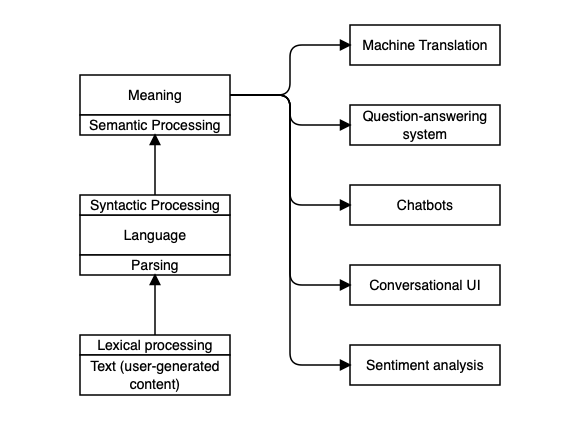 Machine Translation
Meaning
Semantic Processing
Question-answering
system
Syntactic Processing
Language
Parsing
Chatbots
Conversational UI
Lexical processing
Text (user-generated
content)
Sentiment analysis